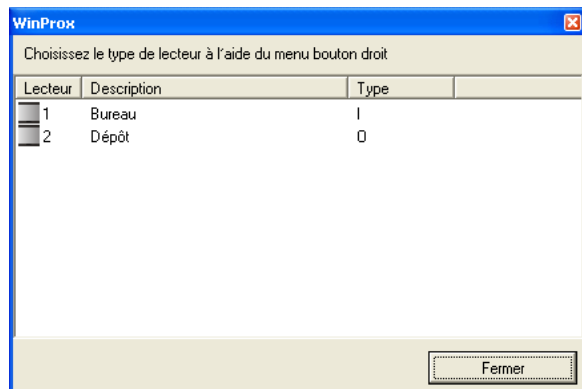 WinProx
Choisissez le type de lecteur à l'aide du menu bouton droit
Lecteur Description Type
1 Bureau I
2 Dépôt O
Fermer